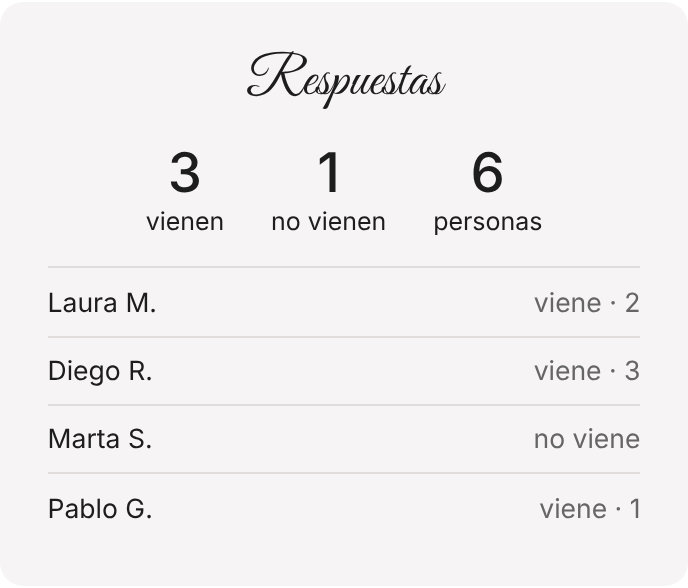 Respuestas
3 1 6
vienen no vienen personas
Laura M. viene · 2
Diego R. viene · 3
Marta S. no viene
Pablo G. viene · 1